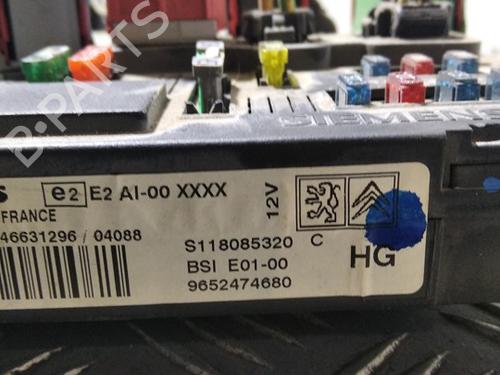 B-PARTS
SIEMENS
S e2 E2 AI-00 XXXX
FRANCE
12V
46631296 / 04088
S118085320 C
BSI E01-00
HG
9652474680